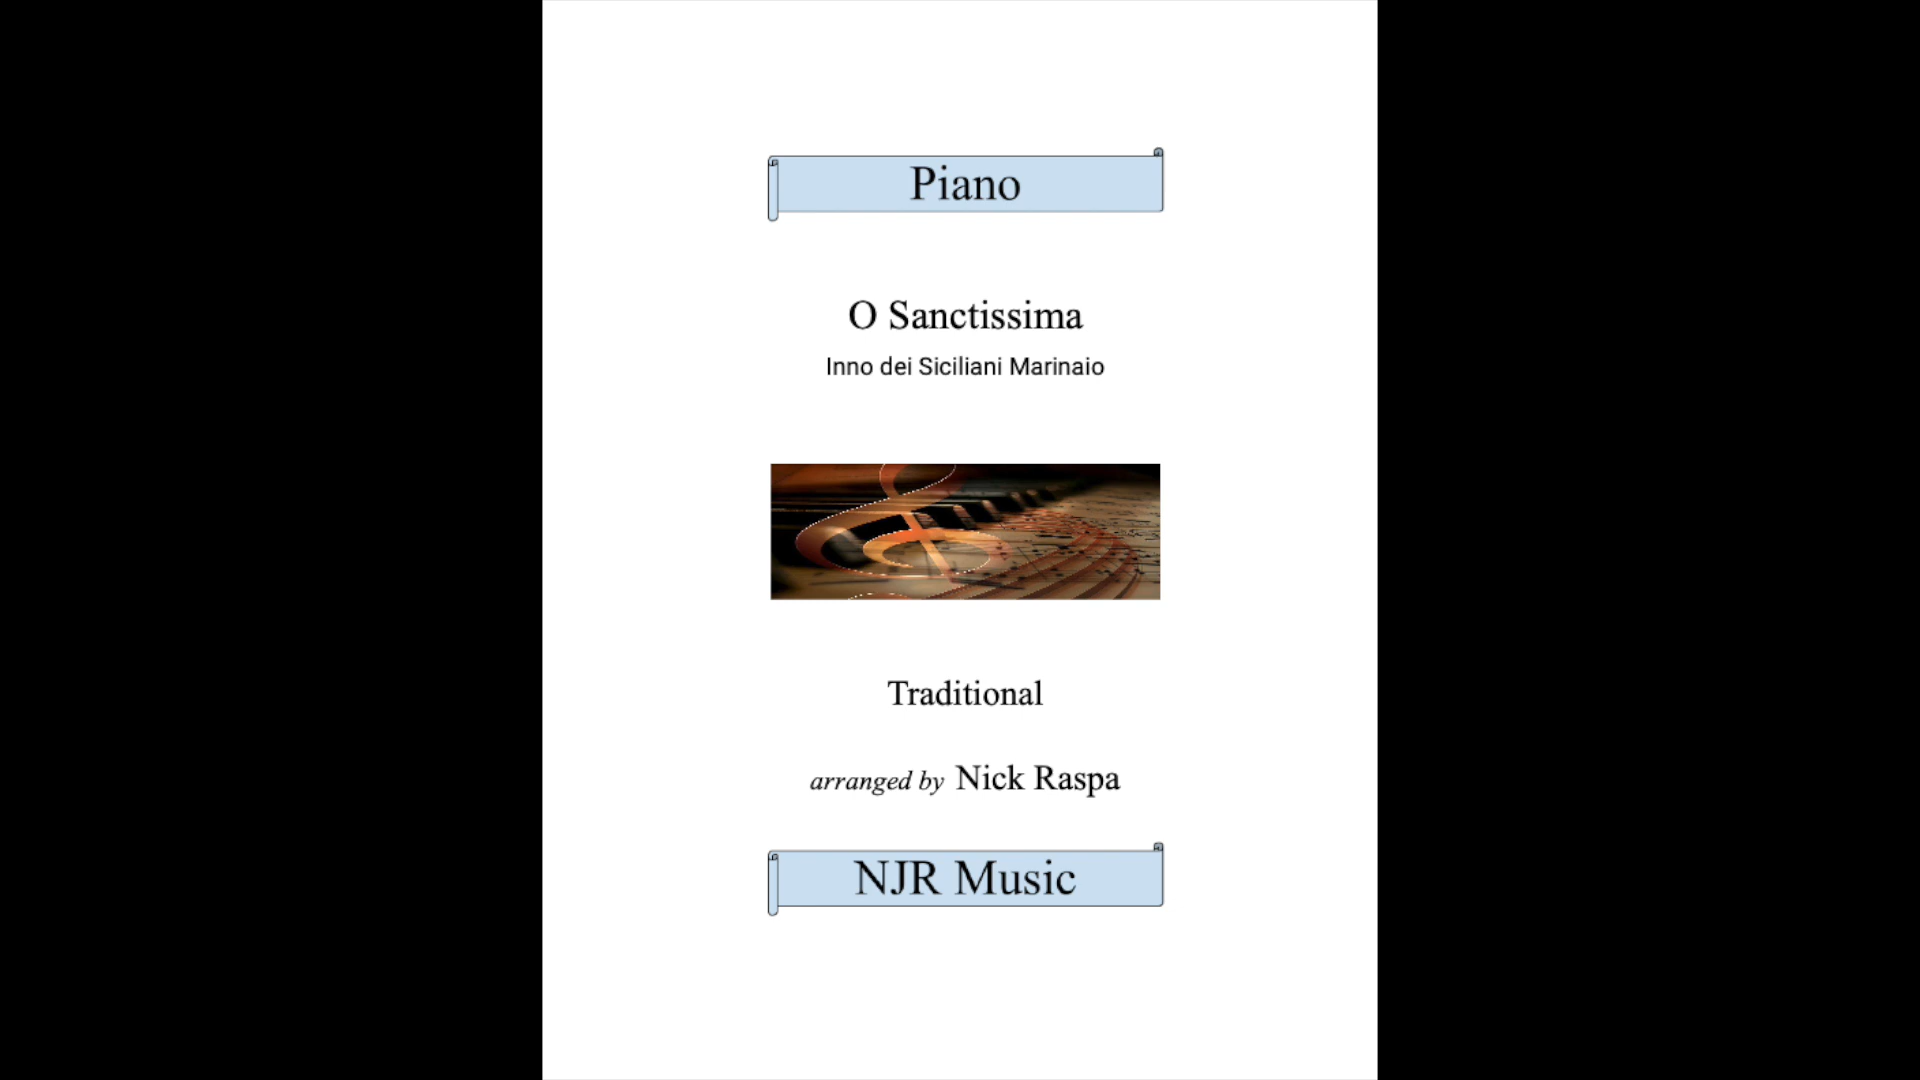 Piano
O Sanctissima
Inno dei Siciliani Marinaio
Traditional
arranged by Nick Raspa
NJR Music